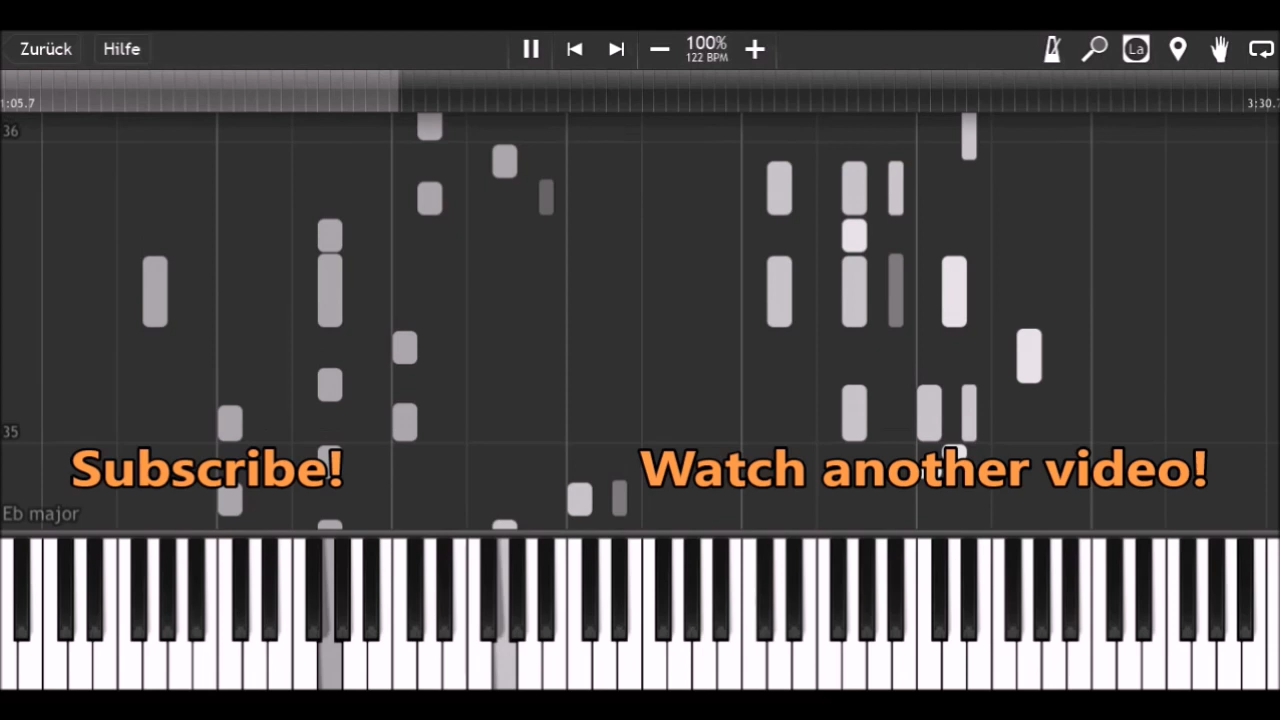 Zurück
Hilfe
100%
122 BPM
La
1:05.7
3:30.
36
35
Subscribe!
Watch another video!
Eb major